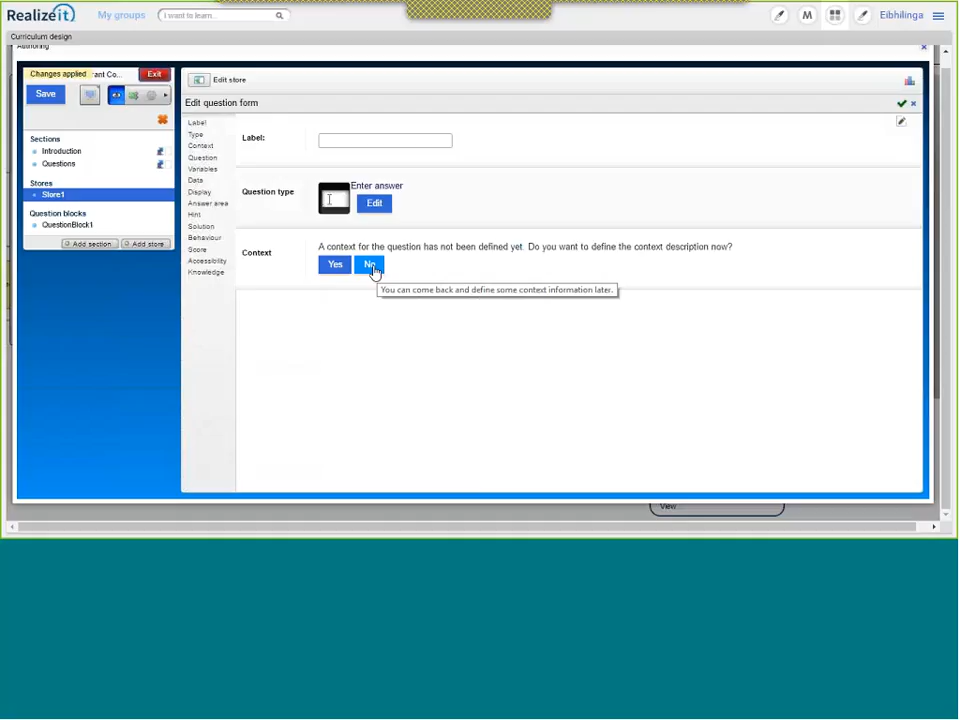 Realizeit
My groups
I want to learn...
M
Eibhilinga
Curriculum design
Authoring
Changes applied
rant Co...
Exit
Save
Sections
Introduction
Questions
Stores
Store1
Question blocks
QuestionBlock1
Add section
Add store
Edit store
Edit question form
Label
Type
Context
Question
Variables
Data
Display
Answer area
Hint
Solution
Behaviour
Score
Accessibility
Knowledge
Label:
Question type
Enter answer
Edit
Context
A context for the question has not been defined yet. Do you want to define the context description now?
Yes
No
You can come back and define some context information later.
View...